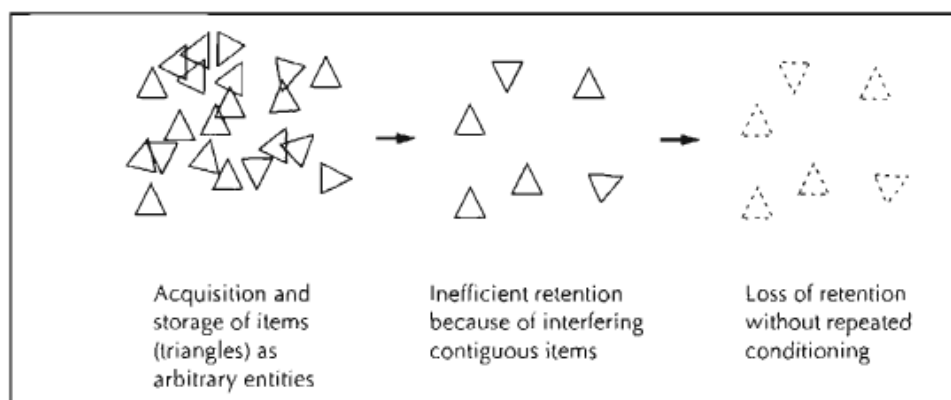 Acquisition and
storage of items
(triangles) as
arbitrary entities
Inefficient retention
because of interfering
contiguous items
Loss of retention
without repeated
conditioning